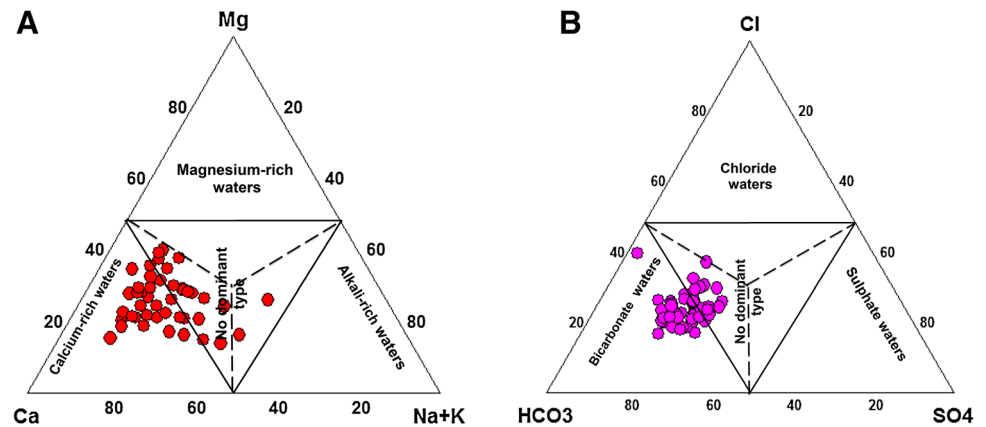 A
Mg
80
20
Magnesium-rich
waters
60
40
40
60
Calcium-rich waters
No dominant
type
Alkali-rich waters
20
80
Ca
80
60
40
20
Na+K
B
Cl
80
20
Chloride
waters
60
40
40
60
Bicarbonate waters
No dominant
type
Sulphate waters
20
80
HCO3
80
60
40
20
SO4